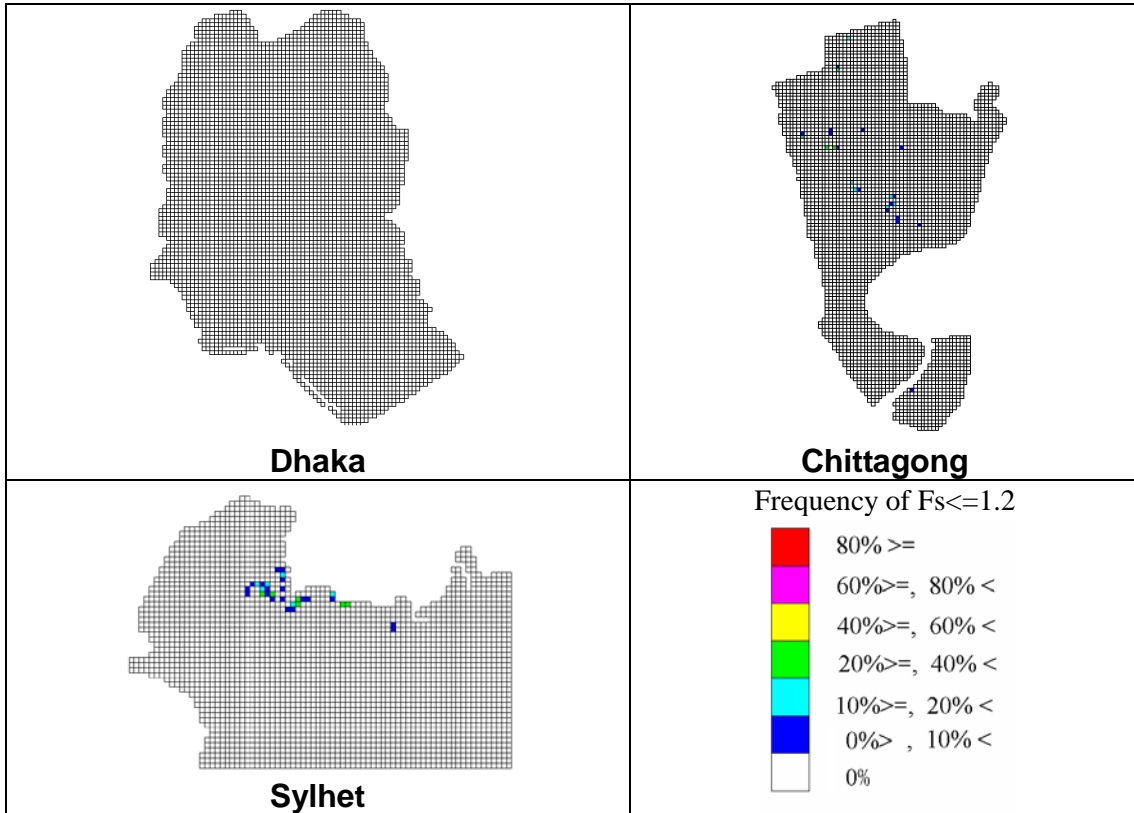 Dhaka
Chittagong
Sylhet
Frequency of Fs<=1.2
80% >=
60%>=, 80% <
40%>=, 60% <
20%>=, 40% <
10%>=, 20% <
0%> , 10% <
0%